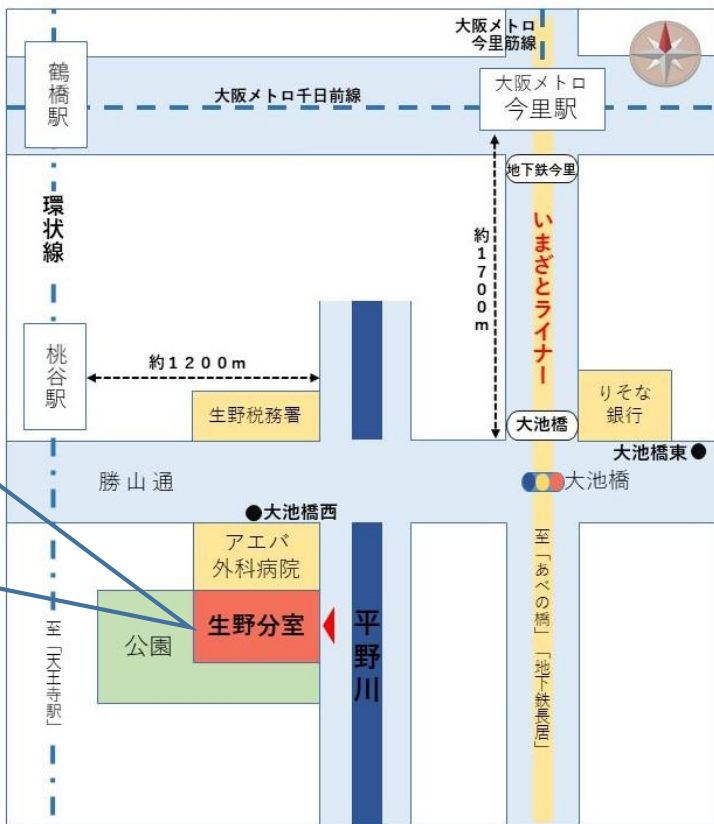 大阪メトロ
今里筋線
鶴橋駅
大阪メトロ千日前線
大阪メトロ
今里駅
地下鉄今里
環状線
約1700m
いまざとライナー
桃谷駅
約1200m
生野税務署
りそな
銀行
大池橋
大池橋東
勝山通
大池橋
大池橋西
アエバ
外科病院
生野分室
公園
平野川
至「天王寺駅」
至「あべの橋」「地下鉄長居」